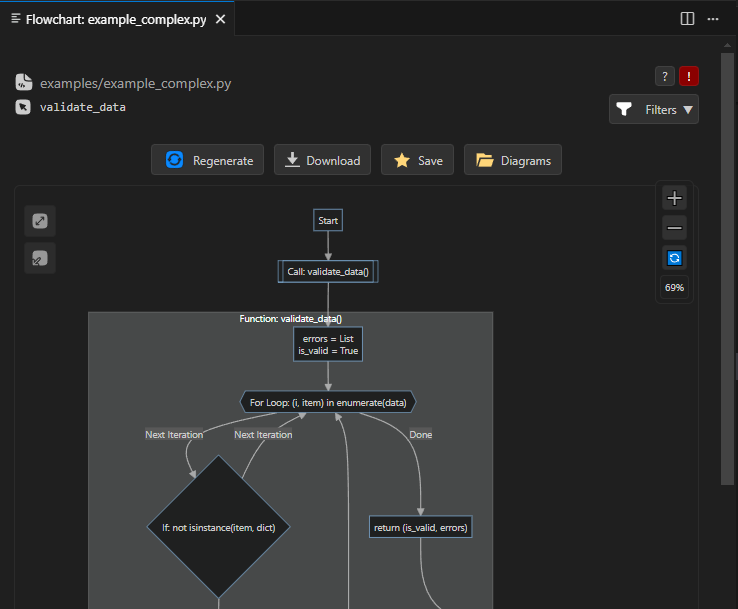 Flowchart: example_complex.py
examples/example_complex.py
validate_data
?
!
Filters
Regenerate
Download
Save
Diagrams
69%
Start
Call: validate_data()
Function: validate_data()
errors = List
is_valid = True
For Loop: (i, item) in enumerate(data)
Next Iteration
Next Iteration
Done
If: not isinstance(item, dict)
return (is_valid, errors)